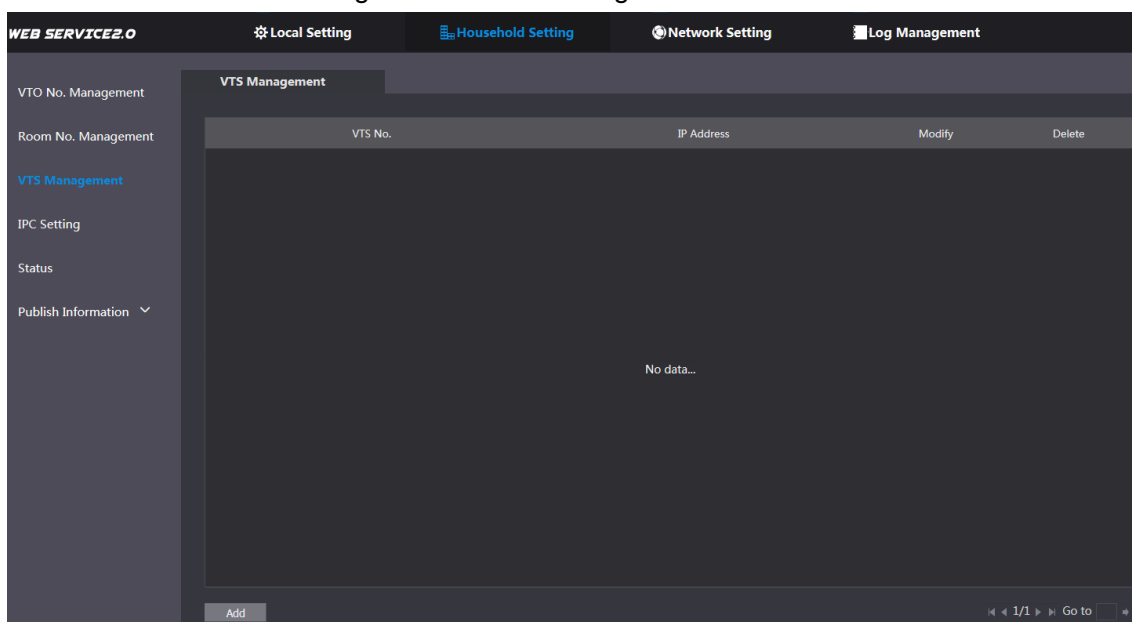 WEB SERVICE2.0 Local Setting Household Setting Network Setting Log Management
VTS Management
VTO No. Management
VTS No. IP Address Modify Delete
Room No. Management
VTS Management
IPC Setting
Status
Publish Information
No data...
Add 1/1 Go to